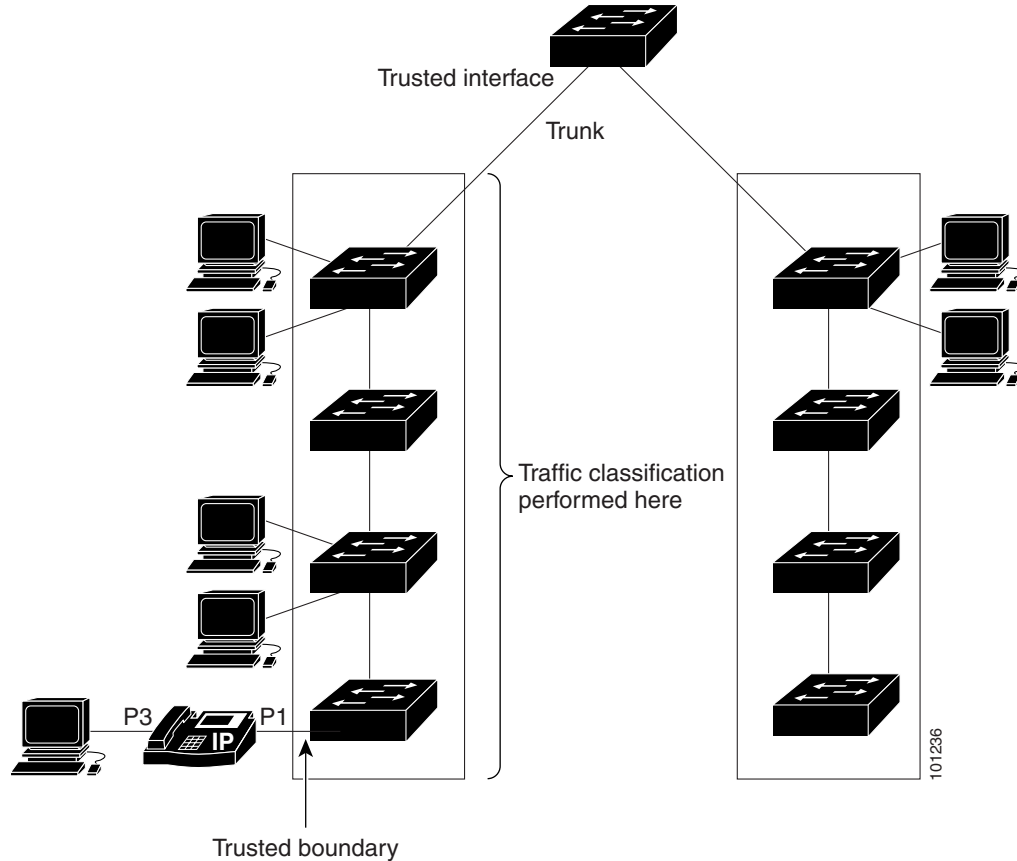 Trusted interface
Trunk
Traffic classification
performed here
P3
IP
P1
101236
Trusted boundary